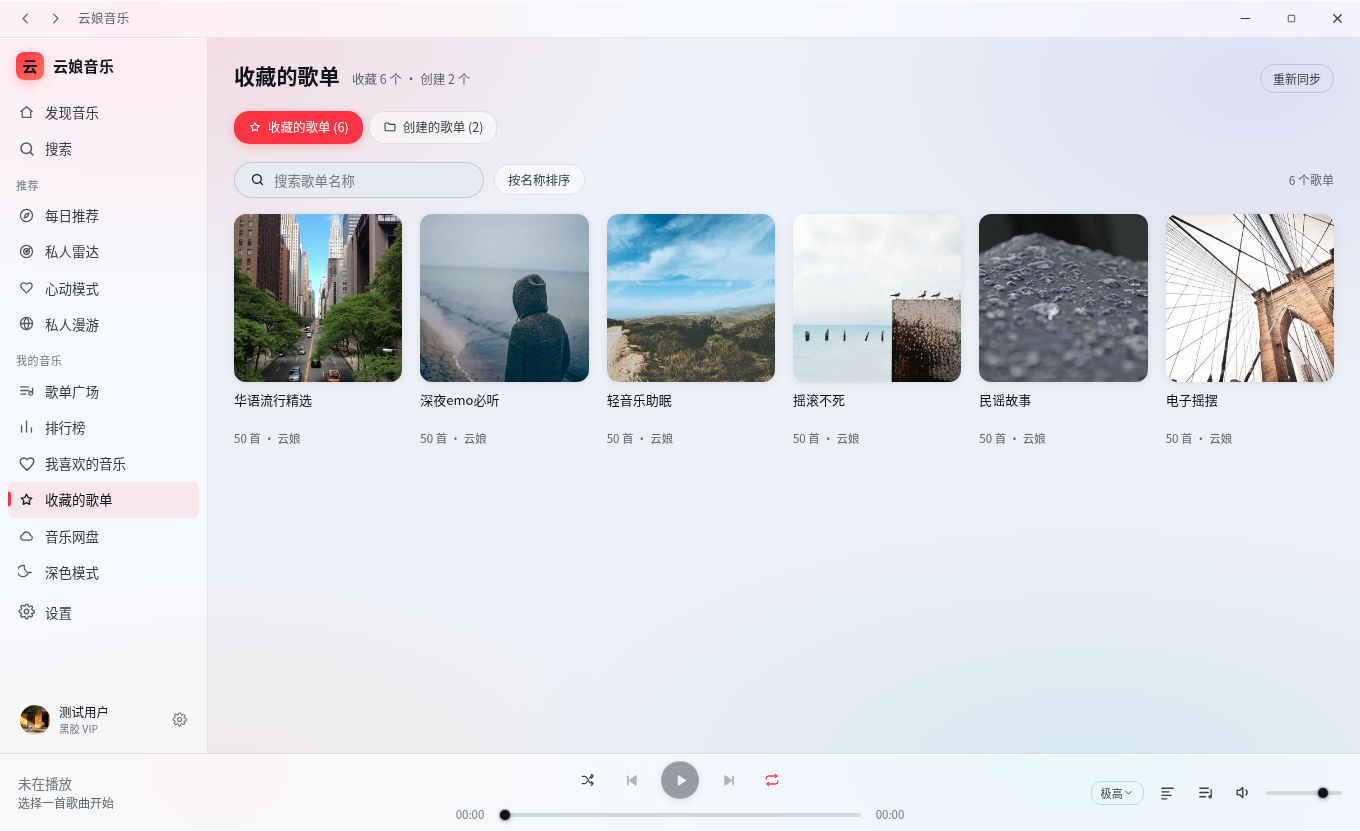 云娘音乐
云 云娘音乐
发现音乐
搜索
推荐
每日推荐
私人雷达
心动模式
私人漫游
我的音乐
歌单广场
排行榜
我喜欢的音乐
收藏的歌单
音乐网盘
深色模式
设置
测试用户
黑胶 VIP
收藏的歌单 收藏 6 个 • 创建 2 个
重新同步
收藏的歌单 (6) 创建的歌单 (2)
搜索歌单名称 按名称排序 6 个歌单
华语流行精选
50 首 • 云娘
深夜emo必听
50 首 • 云娘
轻音乐助眠
50 首 • 云娘
摇滚不死
50 首 • 云娘
民谣故事
50 首 • 云娘
电子摇摆
50 首 • 云娘
未在播放
选择一首歌曲开始
00:00 00:00
极高